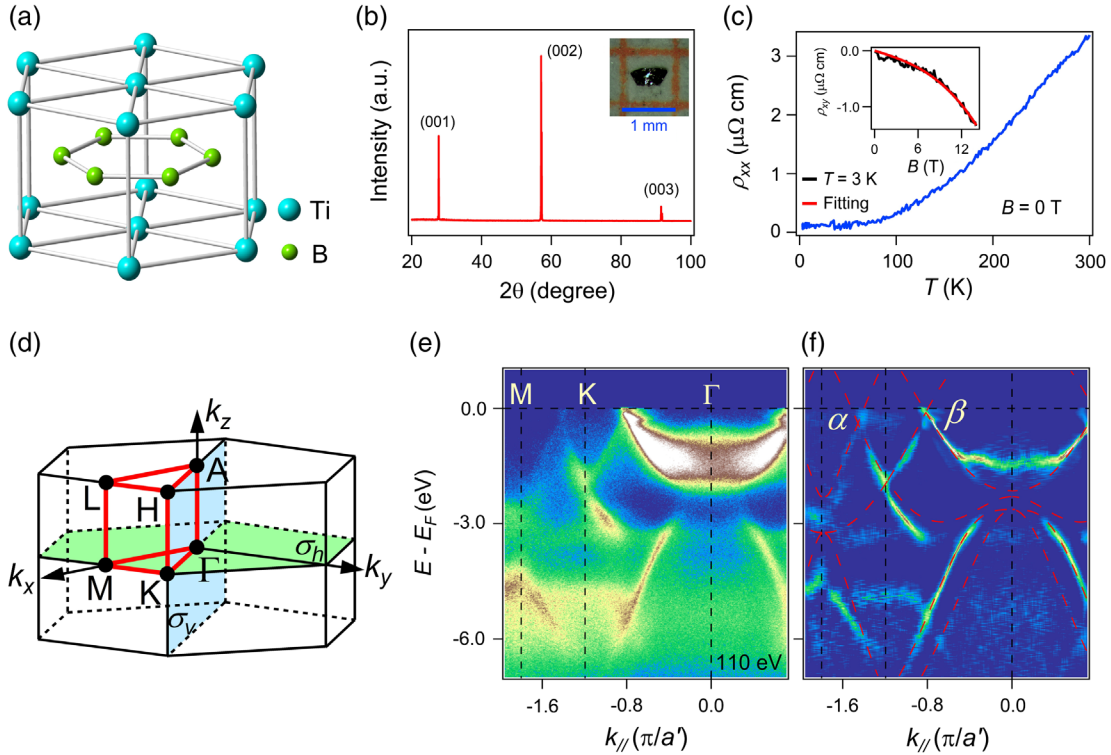 (a)
Ti
B
(b)
Intensity (a.u.)
(001)
(002)
(003)
1 mm
20 40 60 80 100
2θ (degree)
(c)
ρxx (μΩ cm)
3
2
1
0
0.0
-1.0
ρxy (μΩ cm)
0 6 12
B (T)
T = 3 K
Fitting
B = 0 T
0 100 200 300
T (K)
(d)
kz
A
L
H
σh
Γ
kx
M
K
ky
σv
(e)
M K Γ
E - EF (eV)
0.0
-3.0
-6.0
110 eV
-1.6 -0.8 0.0
k// (π/a')
(f)
α β
-1.6 -0.8 0.0
k// (π/a')